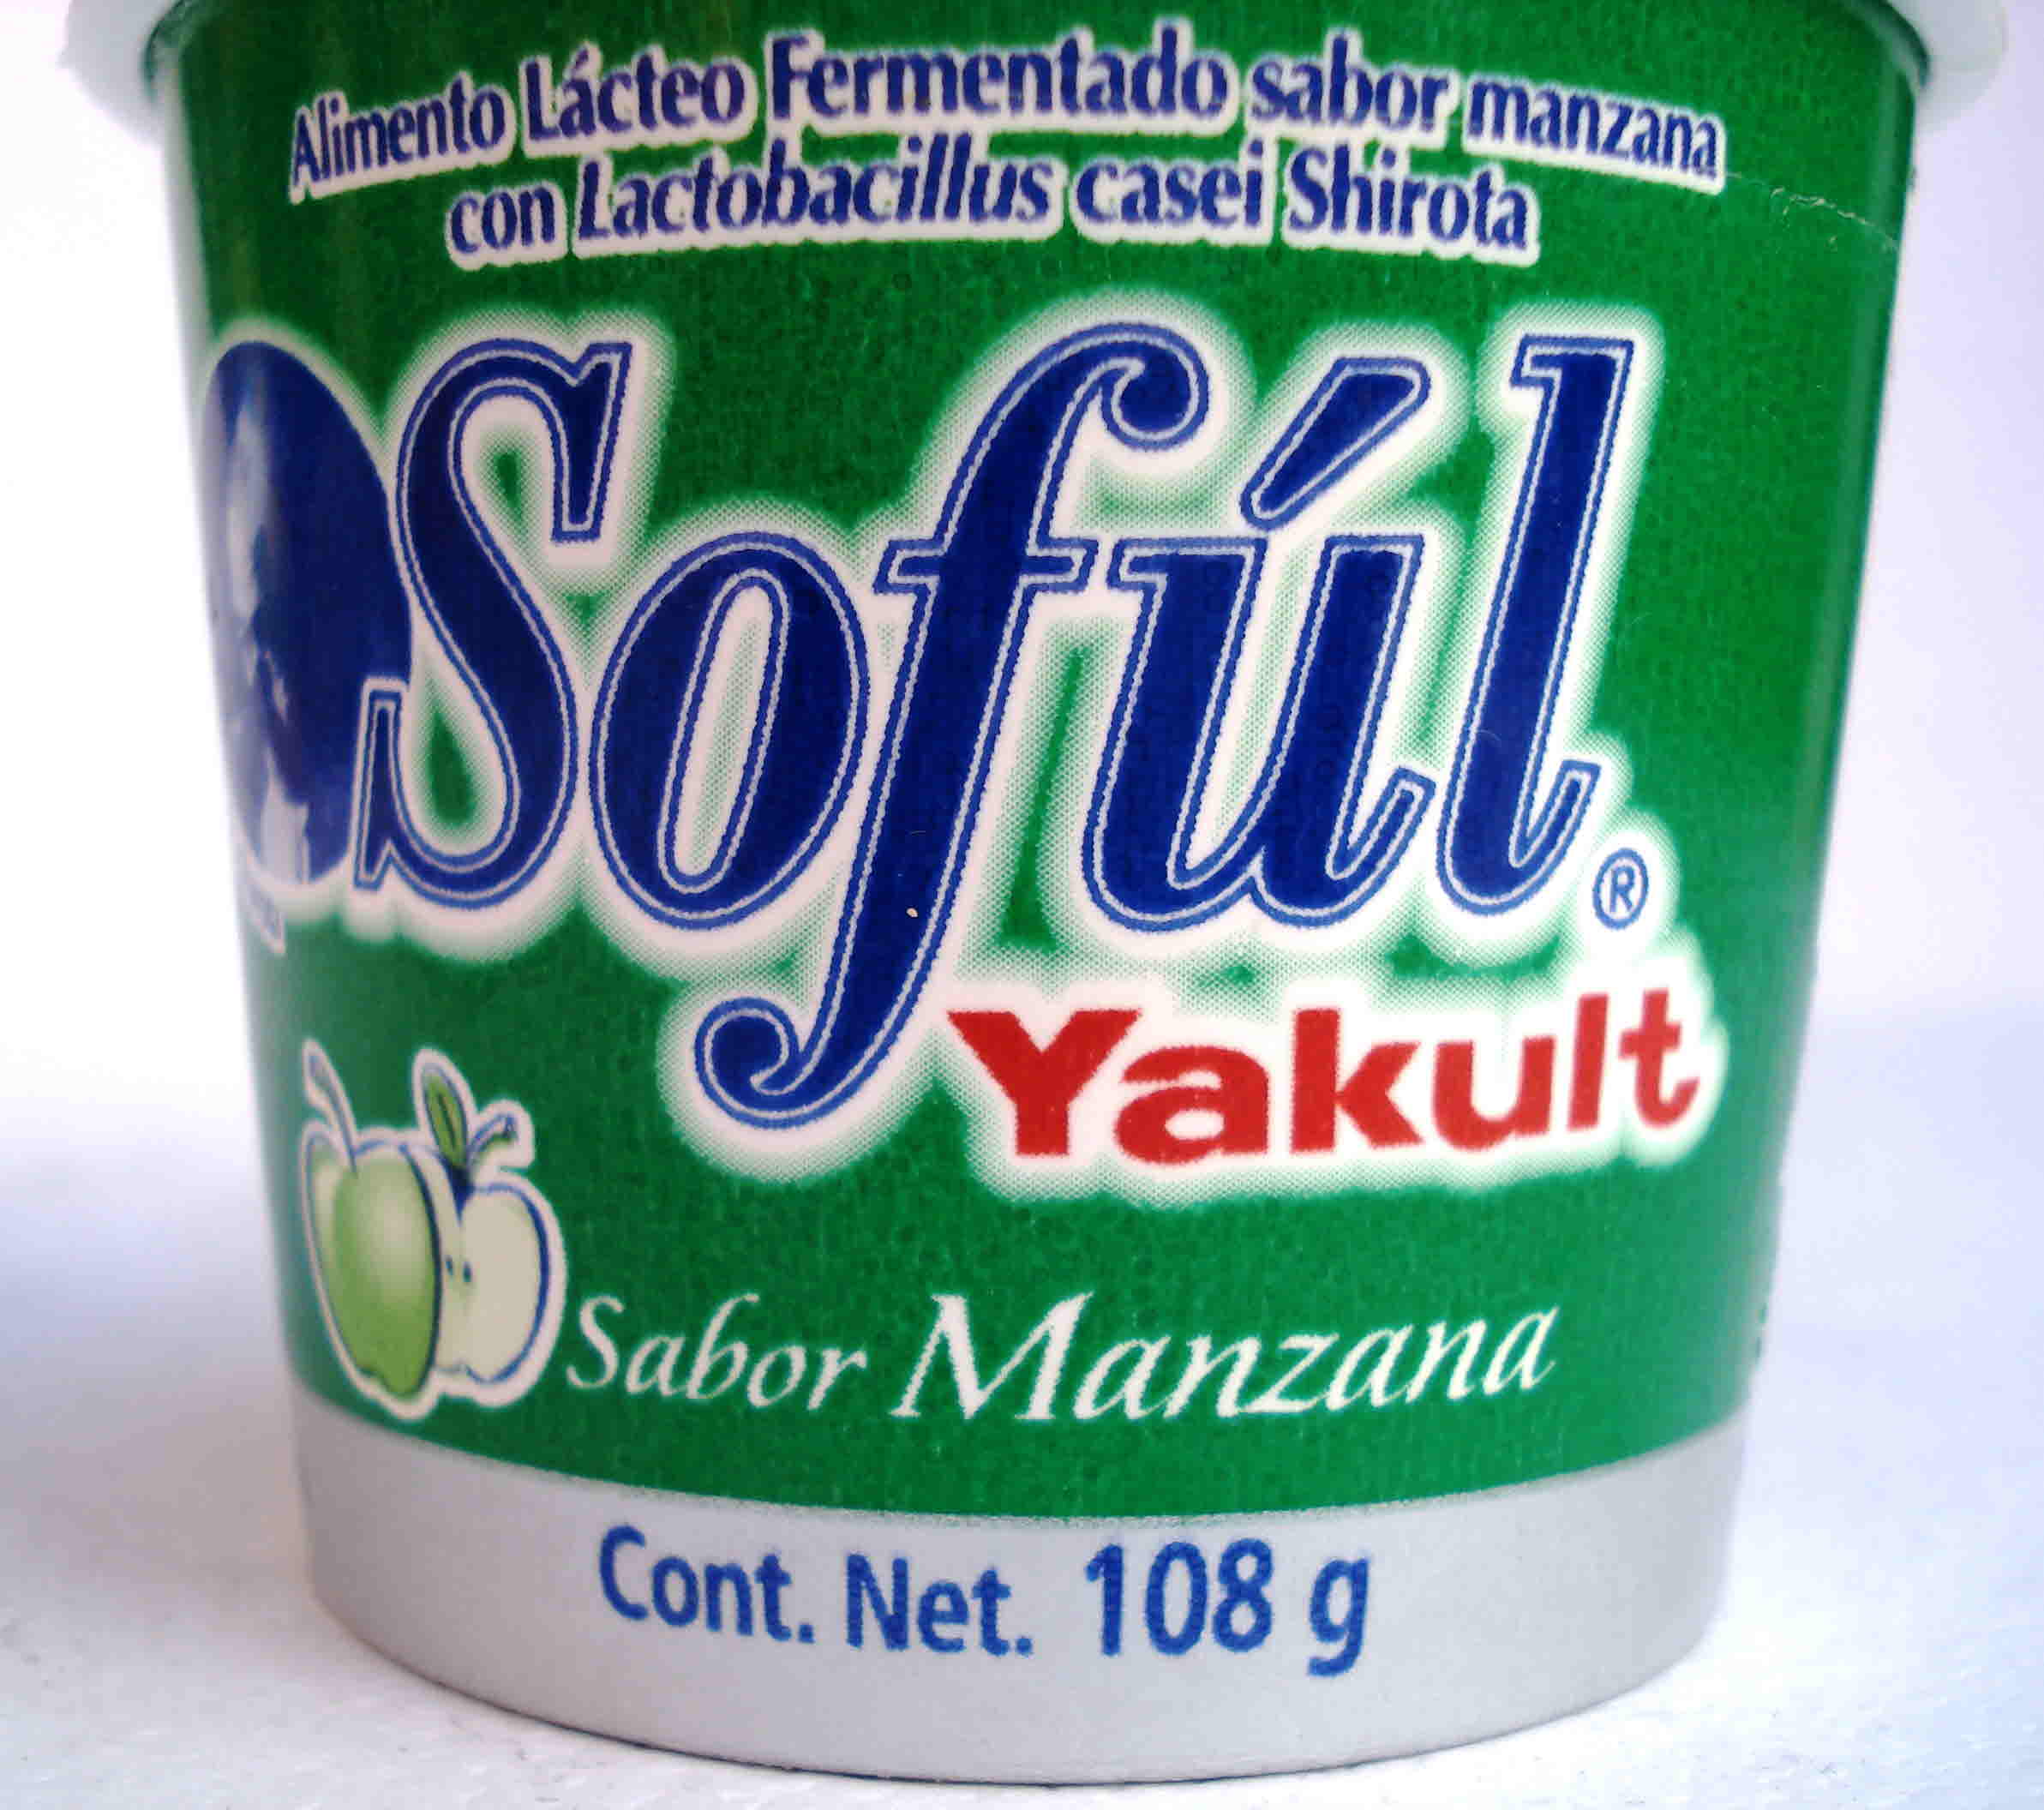 Alimento Lácteo Fermentado sabor manzana
con Lactobacillus casei Shirota
Sofúl®
Yakult
Sabor Manzana
Cont. Net. 108 g